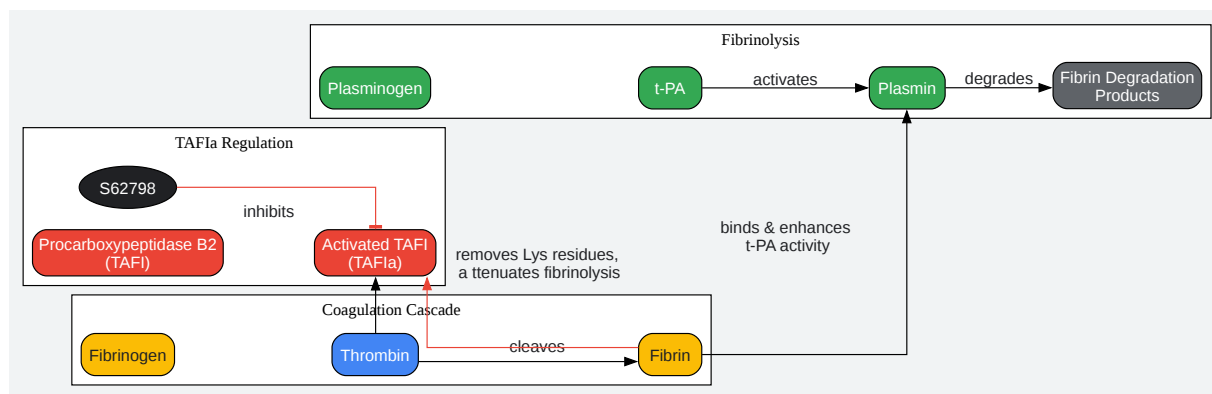 Fibrinolysis
Plasminogen
t-PA
activates
Plasmin
degrades
Fibrin Degradation
Products
TAFIa Regulation
S62798
inhibits
Procarboxypeptidase B2
(TAFI)
Activated TAFI
(TAFIa)
removes Lys residues,
a ttenuates fibrinolysis
binds & enhances
t-PA activity
Coagulation Cascade
Fibrinogen
Thrombin
cleaves
Fibrin